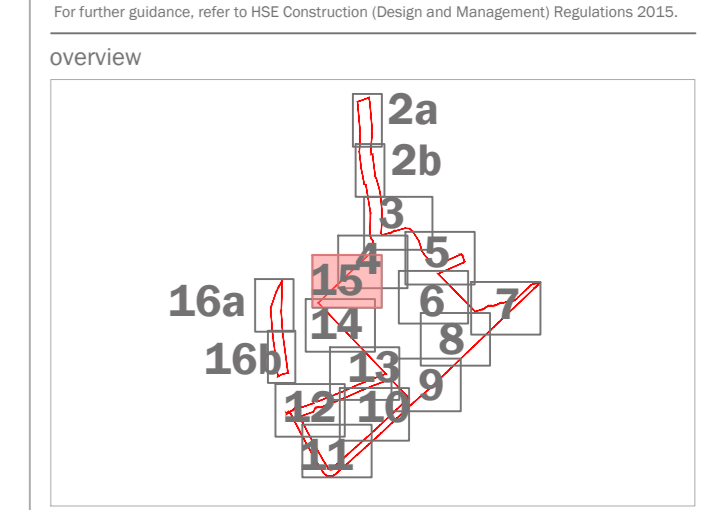 For further guidance, refer to HSE Construction (Design and Management) Regulations 2015.
overview
2a
2b
3
5
4
15
16a
6
7
14
8
16b
13
9
12
10
11